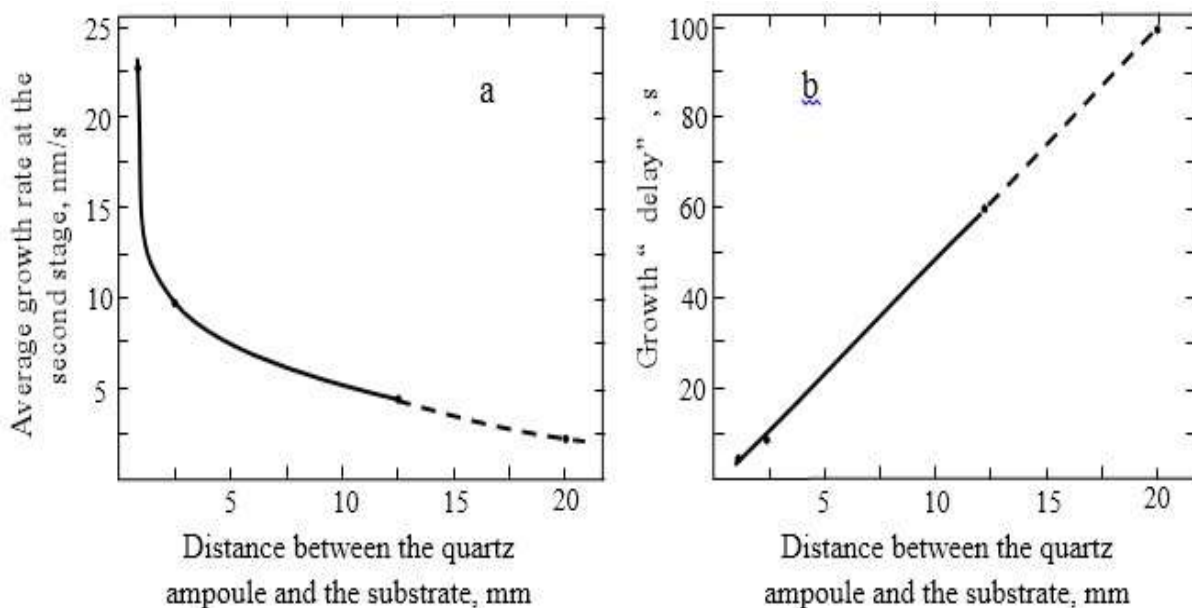 Average growth rate at the
second stage, nm/s
25
20
15
10
5
a
5 10 15 20
Distance between the quartz
ampoule and the substrate, mm
Growth “ delay” , s
100
80
60
40
20
b
5 10 15 20
Distance between the quartz
ampoule and the substrate, mm